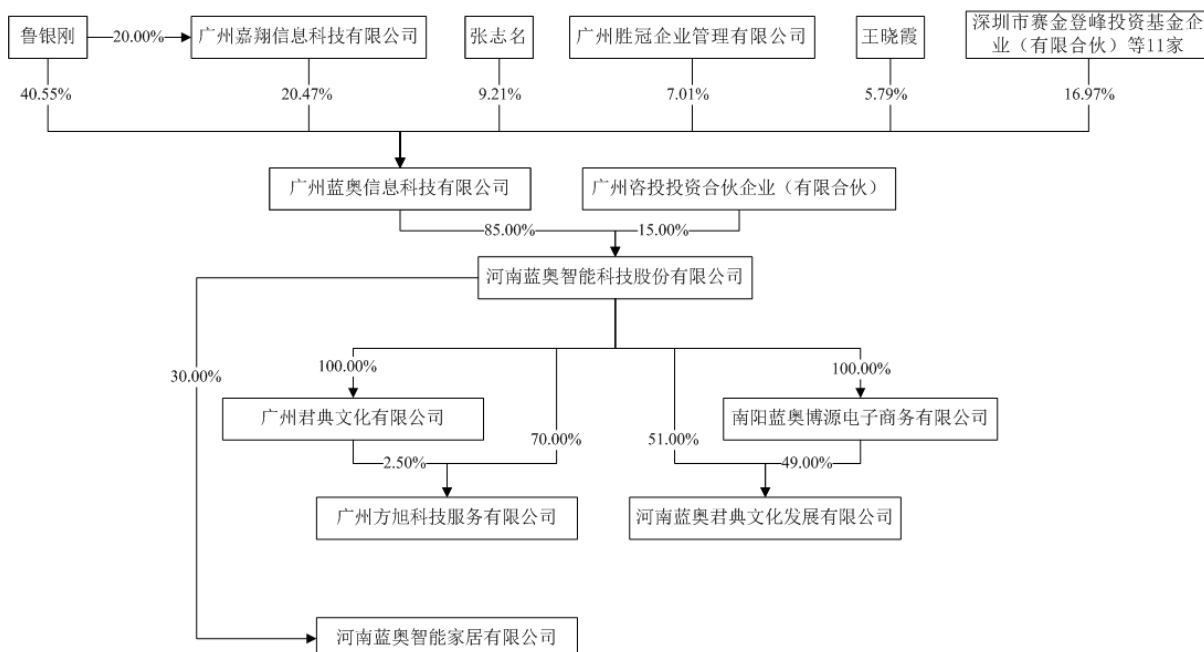 鲁银刚
20.00%
广州嘉翔信息科技有限公司
张志名
广州胜冠企业管理有限公司
王晓霞
深圳市赛金登峰投资基金企
业（有限合伙）等11家
40.55%
20.47%
9.21%
7.01%
5.79%
16.97%
广州蓝奥信息科技有限公司
广州咨投投资合伙企业（有限合伙）
85.00%
15.00%
河南蓝奥智能科技股份有限公司
30.00%
100.00%
100.00%
广州君典文化有限公司
南阳蓝奥博源电子商务有限公司
70.00%
51.00%
2.50%
49.00%
广州方旭科技服务有限公司
河南蓝奥君典文化发展有限公司
河南蓝奥智能家居有限公司